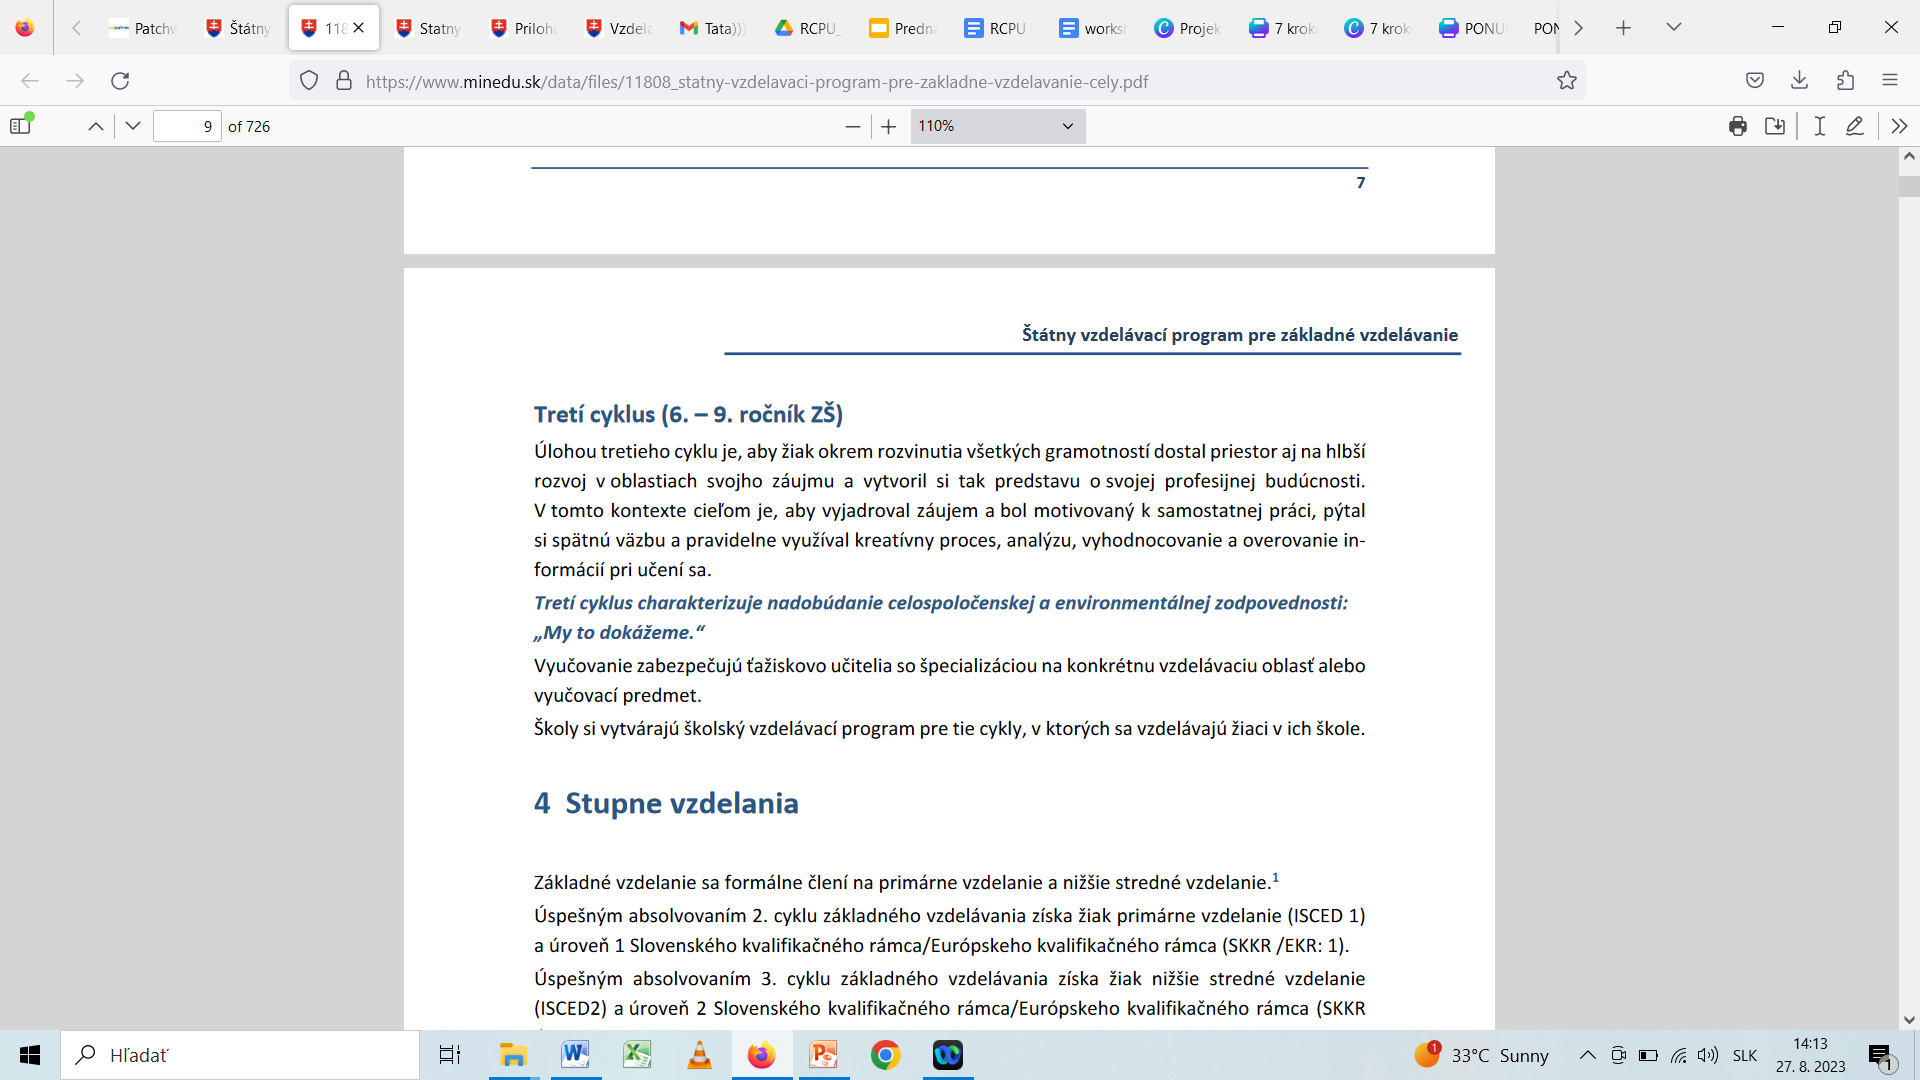 Patchw
Štátny
118
Statny
Priloha
Vzdela
Tata)))
RCPU_
Predná
RCPU
works
Projek
7 krok
7 krok
PONU
PON
https://www.minedu.sk/data/files/11808_statny-vzdelavaci-program-pre-zakladne-vzdelavanie-cely.pdf
9 of 726
110%
7
Štátny vzdelávací program pre základné vzdelávanie
Tretí cyklus (6. – 9. ročník ZŠ)
Úlohou tretieho cyklu je, aby žiak okrem rozvinutia všetkých gramotností dostal priestor aj na hlbší
rozvoj v oblastiach svojho záujmu a vytvoril si tak predstavu o svojej profesijnej budúcnosti.
V tomto kontexte cieľom je, aby vyjadroval záujem a bol motivovaný k samostatnej práci, pýtal
si spätnú väzbu a pravidelne využíval kreatívny proces, analýzu, vyhodnocovanie a overovanie in-
formácií pri učení sa.
Tretí cyklus charakterizuje nadobúdanie celospoločenskej a environmentálnej zodpovednosti:
„My to dokážeme.“
Vyučovanie zabezpečujú ťažiskovo učitelia so špecializáciou na konkrétnu vzdelávaciu oblasť alebo
vyučovací predmet.
Školy si vytvárajú školský vzdelávací program pre tie cykly, v ktorých sa vzdelávajú žiaci v ich škole.
4 Stupne vzdelania
Základné vzdelanie sa formálne člení na primárne vzdelanie a nižšie stredné vzdelanie.1
Úspešným absolvovaním 2. cyklu základného vzdelávania získa žiak primárne vzdelanie (ISCED 1)
a úroveň 1 Slovenského kvalifikačného rámca/Európskeho kvalifikačného rámca (SKKR /EKR: 1).
Úspešným absolvovaním 3. cyklu základného vzdelávania získa žiak nižšie stredné vzdelanie
(ISCED2) a úroveň 2 Slovenského kvalifikačného rámca/Európskeho kvalifikačného rámca (SKKR
Hľadať
1
33°C Sunny
SLK
14:13
27. 8. 2023
1